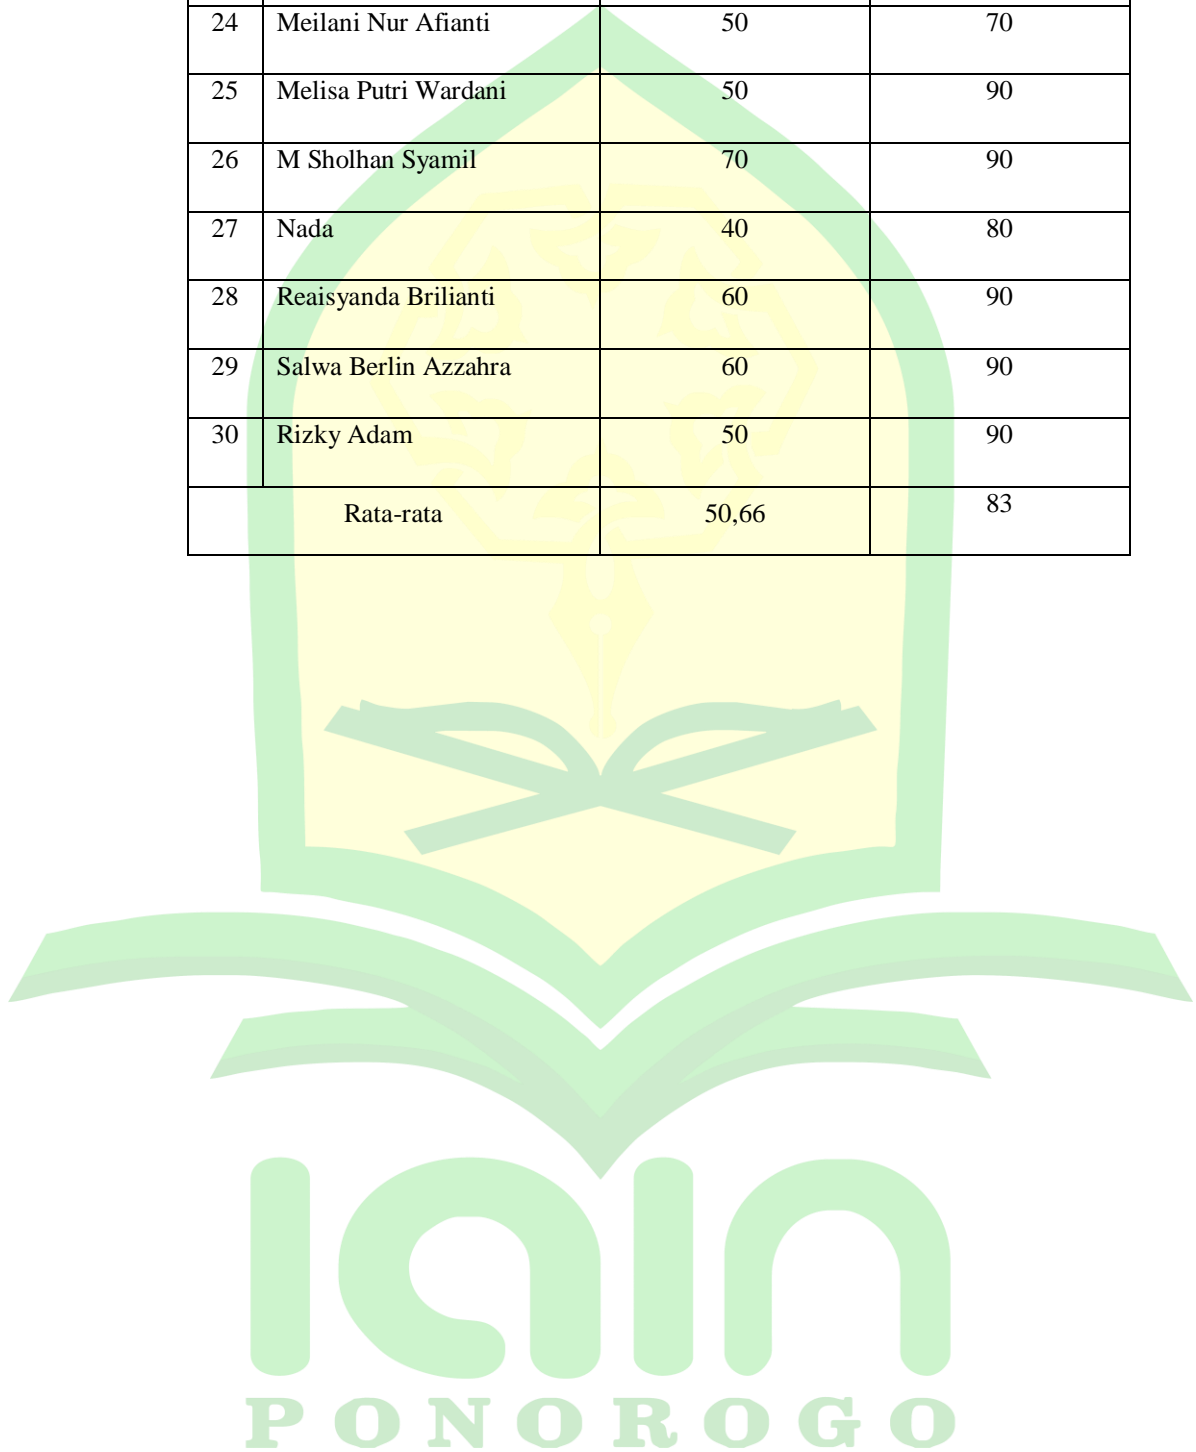 24 Meilani Nur Afianti 50 70
25 Melisa Putri Wardani 50 90
26 M Sholhan Syamil 70 90
27 Nada 40 80
28 Reaisyanda Brilianti 60 90
29 Salwa Berlin Azzahra 60 90
30 Rizky Adam 50 90
Rata-rata 50,66 83
iain
PONOROGO